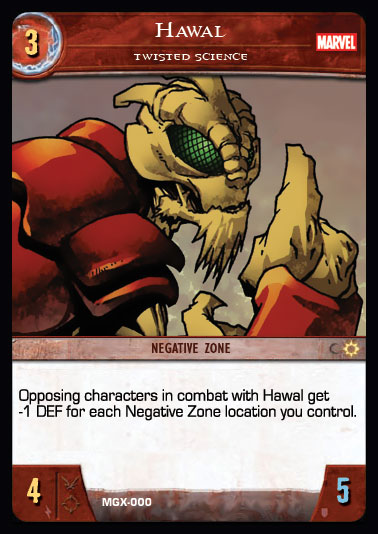 3
Hawal
MARVEL
TWISTED SCIENCE
NEGATIVE ZONE
C
Opposing characters in combat with Hawal get
-1 DEF for each Negative Zone location you control.
4
MGX-000
5